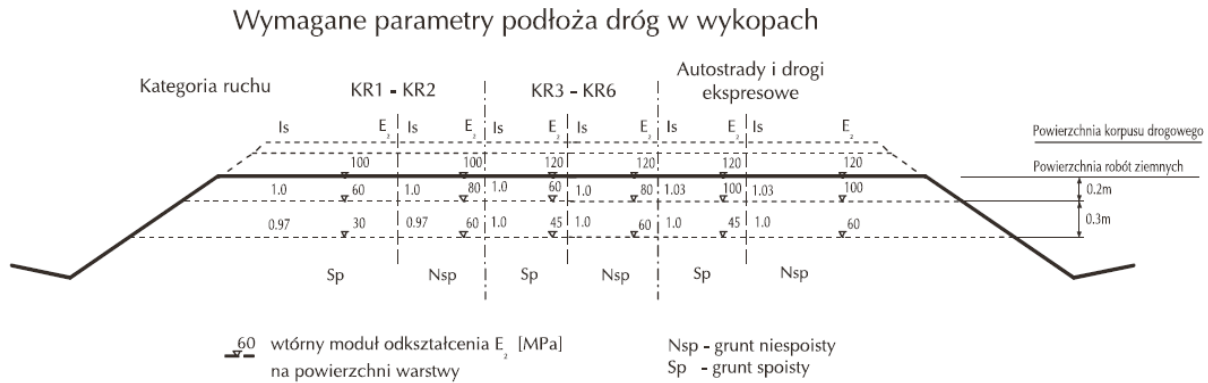 Wymagane parametry podłoża dróg w wykopach
Kategoria ruchu KR1 - KR2 KR3 - KR6 Autostrady i drogi
ekspresowe
Is E₂ Is E₂ Is E₂ Is E₂ Is E₂ Is E₂
Powierzchnia korpusu drogowego
100 100 120 120 120 120
Powierzchnia robót ziemnych
1.0 60 1.0 80 1.0 60 1.0 80 1.03 100 1.03 100 0.2m
0.97 30 0.97 60 1.0 45 1.0 60 1.0 45 1.0 60 0.3m
Sp Nsp Sp Nsp Sp Nsp
60 wtórny moduł odkształcenia E₂ [MPa]
na powierzchni warstwy
Nsp - grunt niespoisty
Sp - grunt spoisty